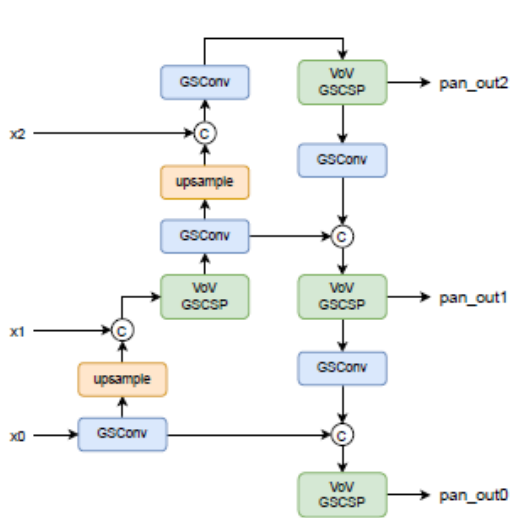 GSConv
VoV
GSCSP
pan_out2
x2
C
GSConv
upsample
GSConv
C
VoV
GSCSP
VoV
GSCSP
pan_out1
x1
C
upsample
GSConv
x0
GSConv
C
VoV
GSCSP
pan_out0